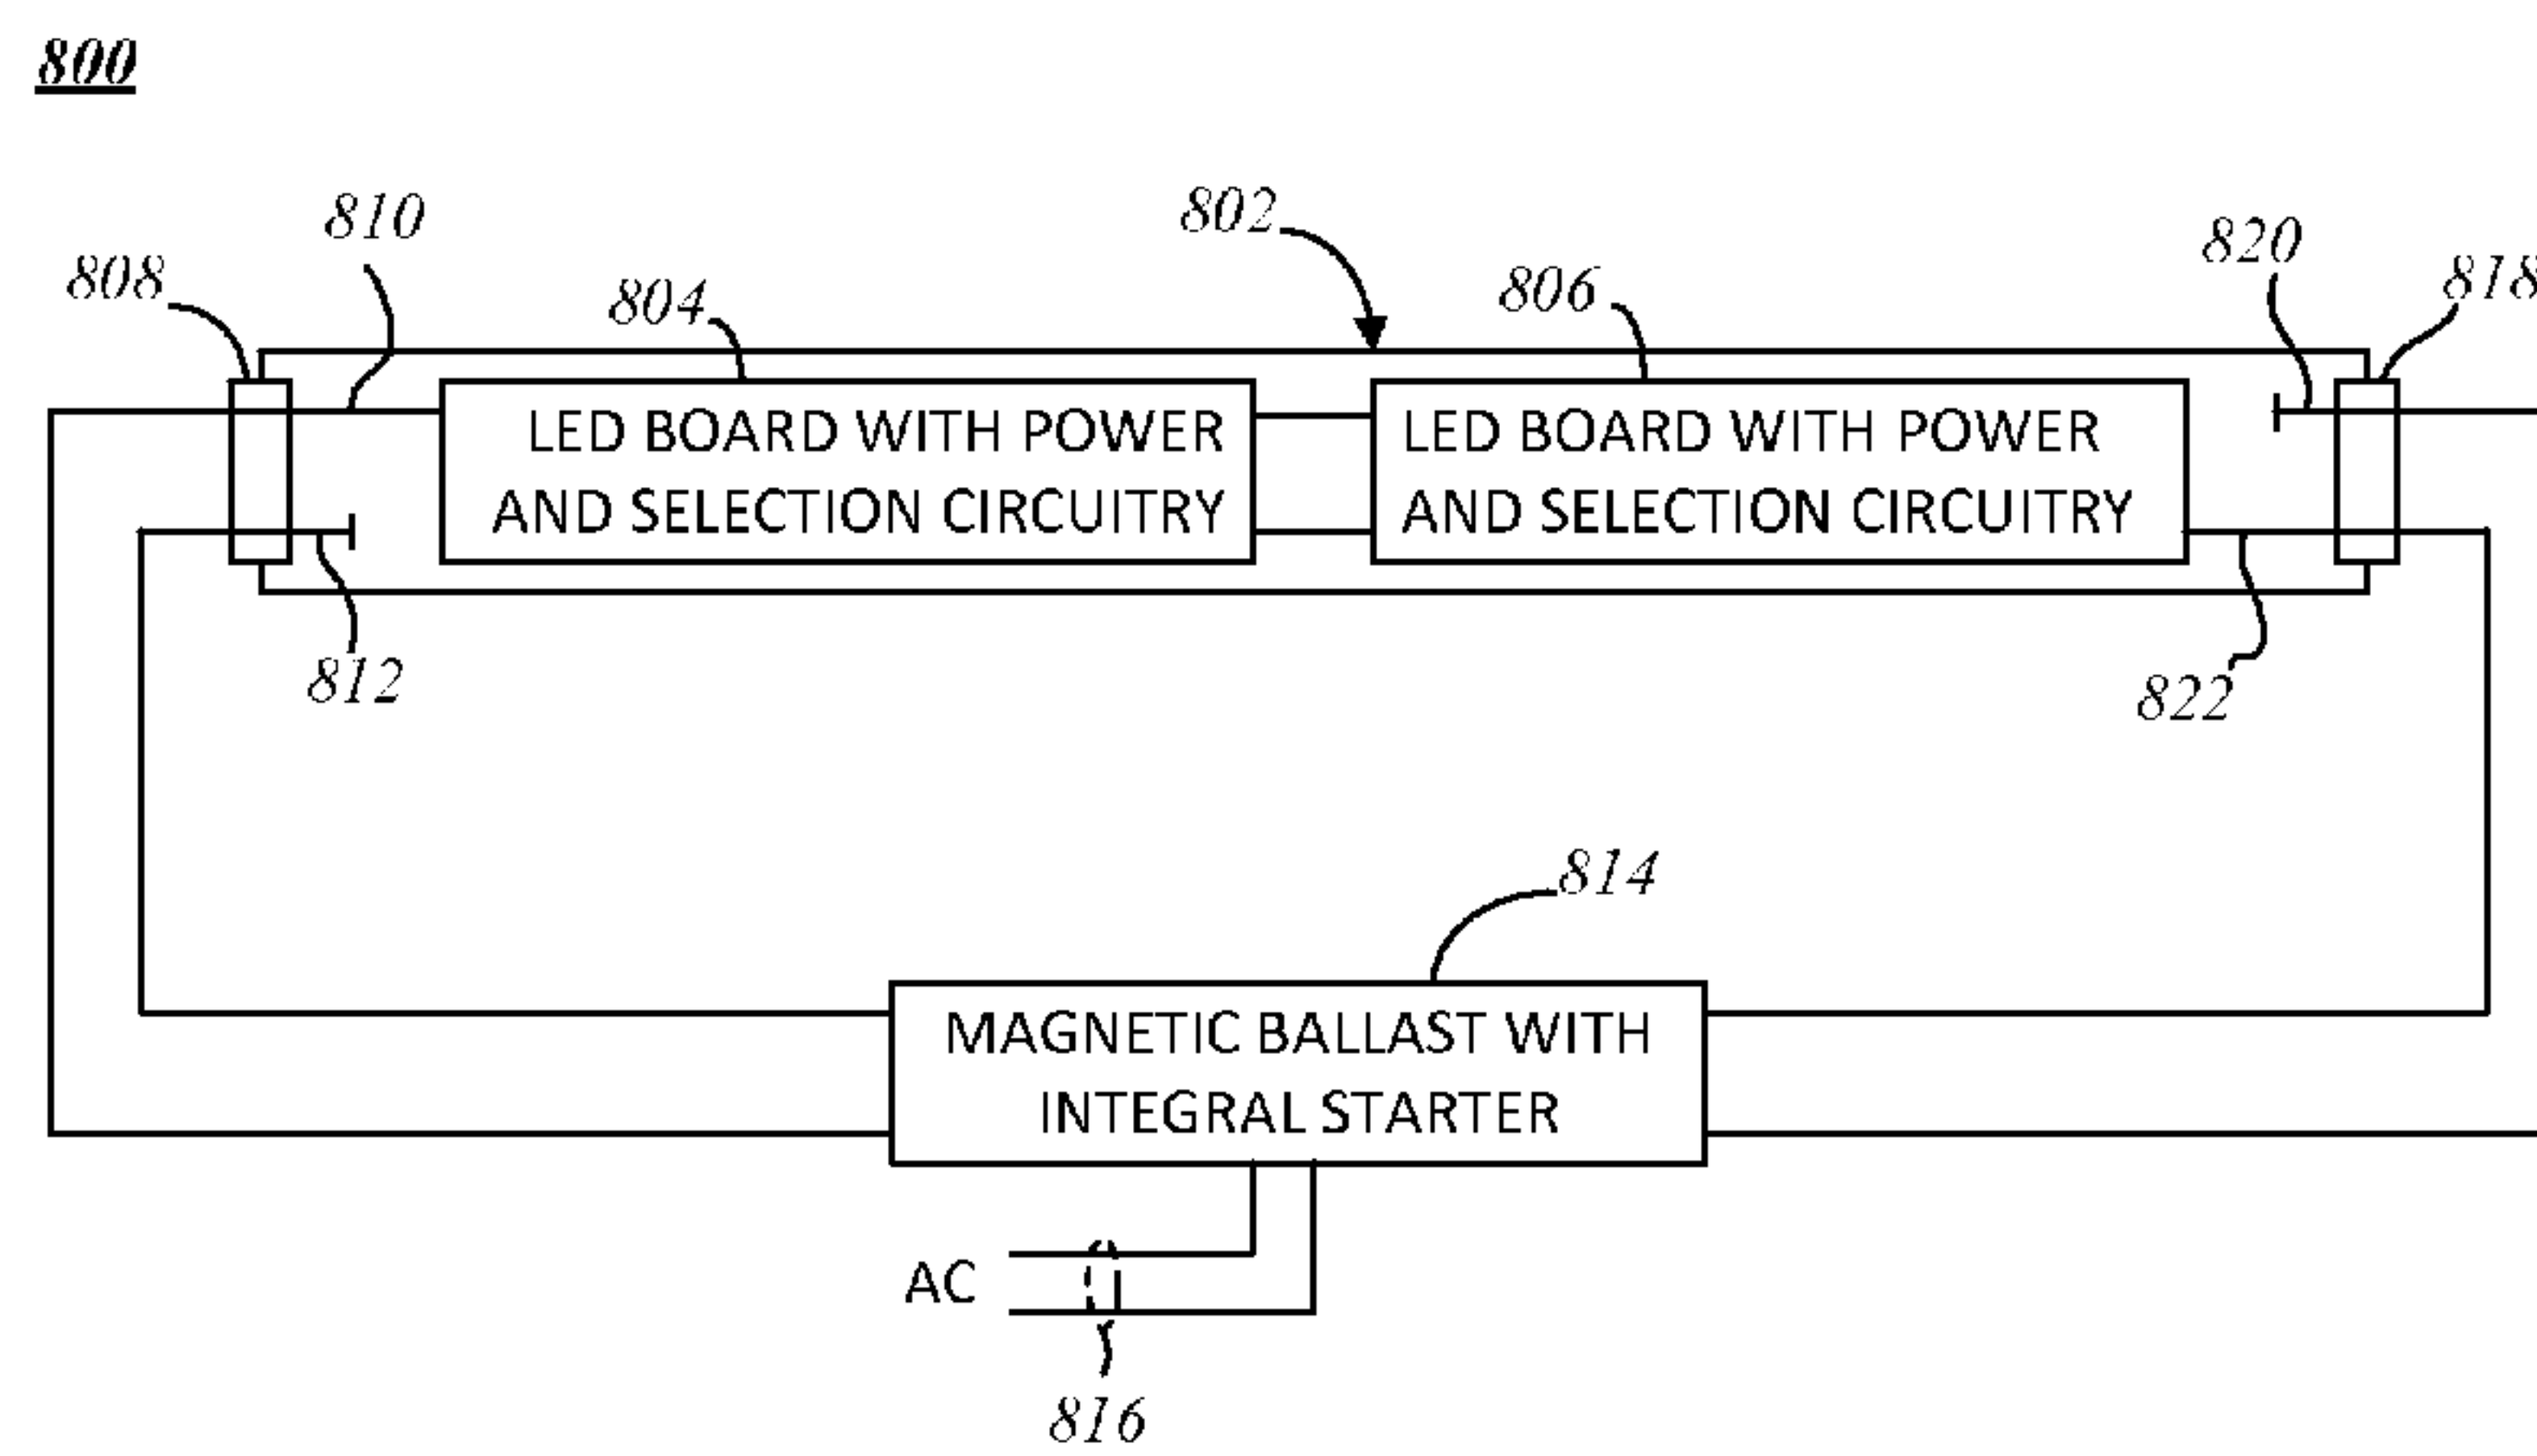 800
802
810
820
808
804
806
818
LED BOARD WITH POWER
AND SELECTION CIRCUITRY
LED BOARD WITH POWER
AND SELECTION CIRCUITRY
812
822
814
MAGNETIC BALLAST WITH
INTEGRAL STARTER
AC
816